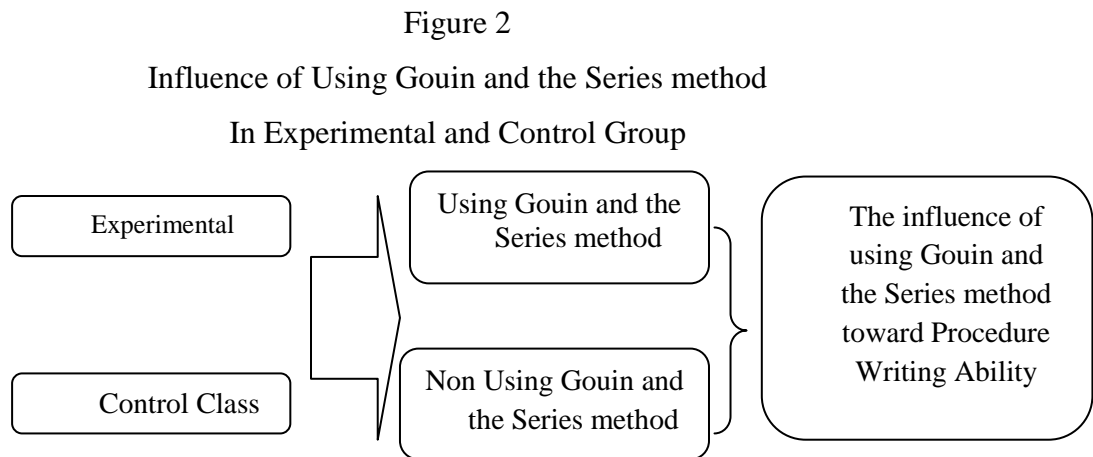 Figure 2
Influence of Using Gouin and the Series method
In Experimental and Control Group
Experimental
Control Class
Using Gouin and the
Series method
Non Using Gouin and
the Series method
The influence of
using Gouin and
the Series method
toward Procedure
Writing Ability